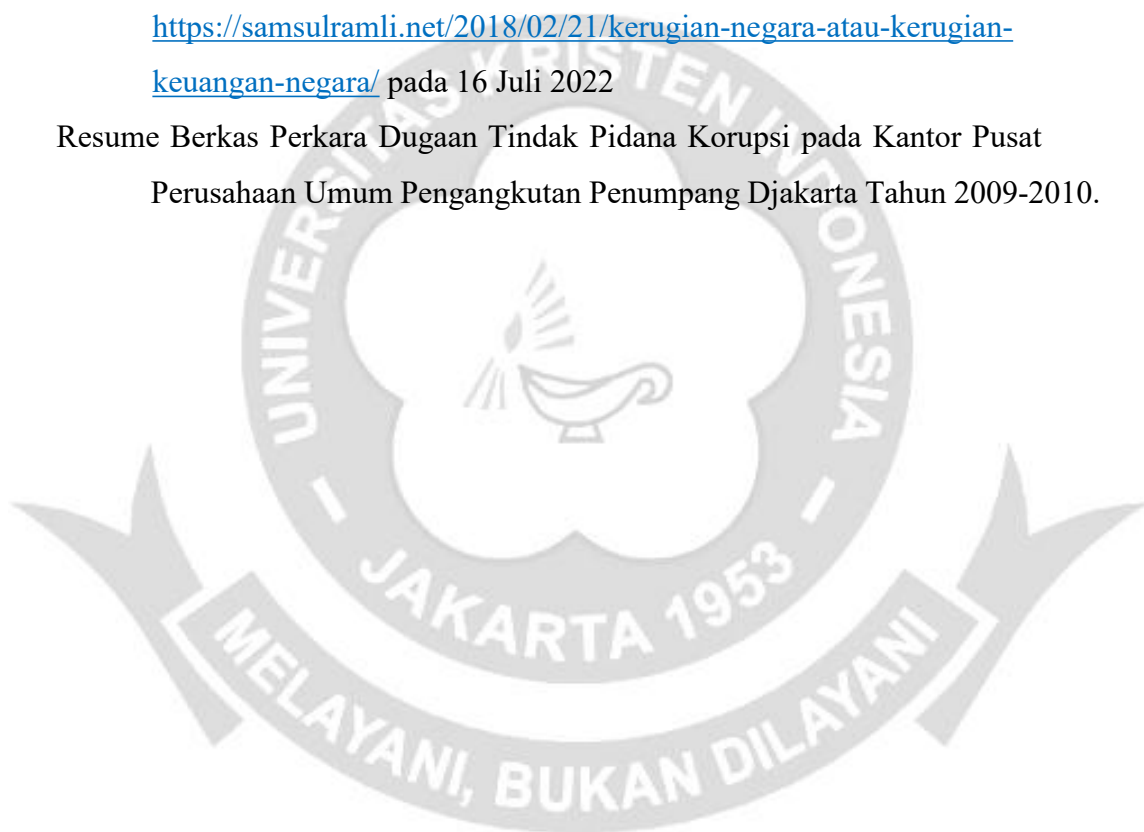 https://samsulramli.net/2018/02/21/kerugian-negara-atau-kerugian-
keuangan-negara/ pada 16 Juli 2022
Resume Berkas Perkara Dugaan Tindak Pidana Korupsi pada Kantor Pusat
Perusahaan Umum Pengangkutan Penumpang Djakarta Tahun 2009-2010.
UNIVERSITAS KRISTEN INDONESIA
- JAKARTA 1953 -
MELAYANI, BUKAN DILAYANI